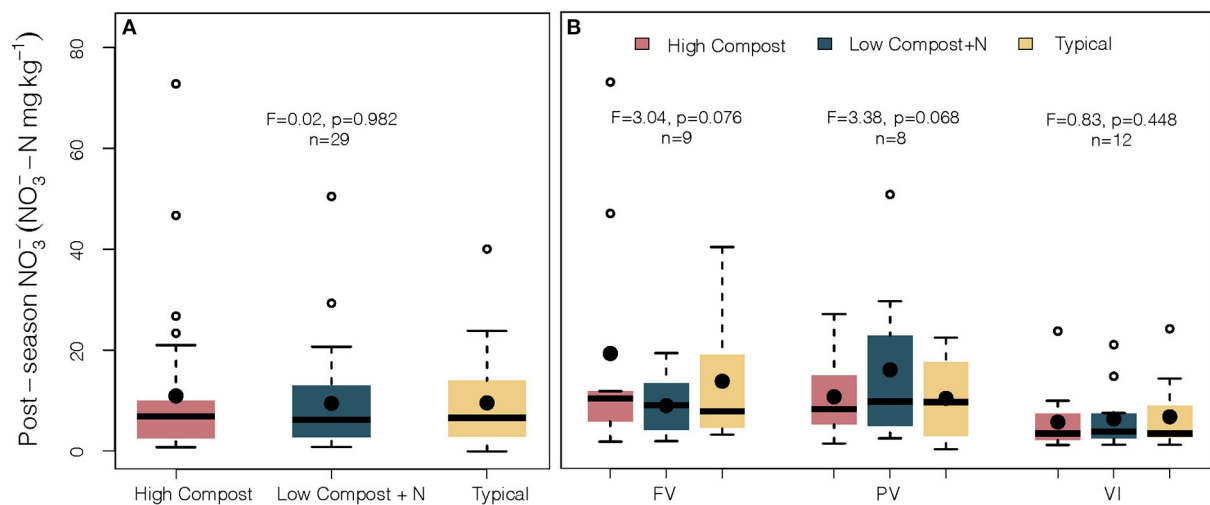 A
B
Post–season NO₃⁻ (NO₃⁻–N mg kg⁻¹)
80
60
40
20
0
F=0.02, p=0.982
n=29
High Compost
Low Compost + N
Typical
High Compost
Low Compost+N
Typical
F=3.04, p=0.076
n=9
F=3.38, p=0.068
n=8
F=0.83, p=0.448
n=12
FV
PV
VI